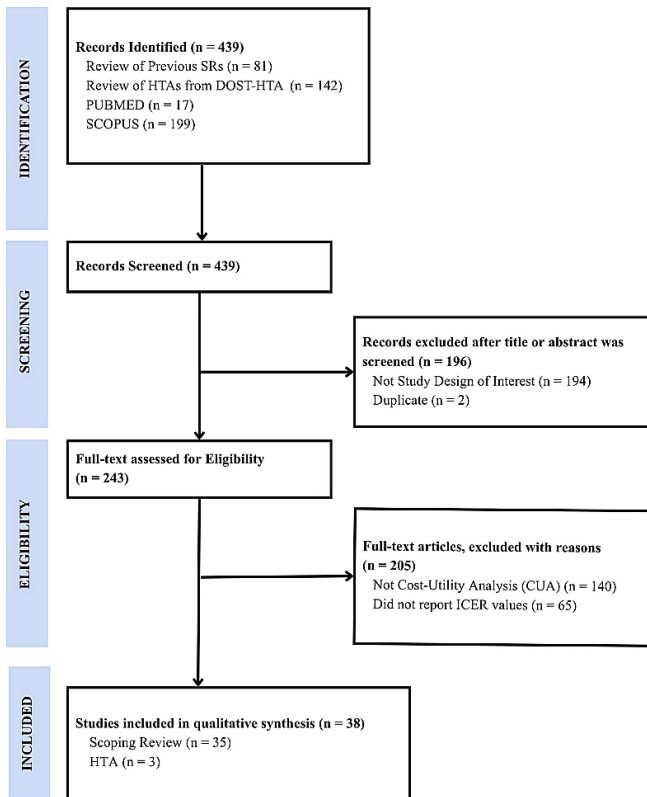 IDENTIFICATION
Records Identified (n = 439)
Review of Previous SRs (n = 81)
Review of HTAs from DOST-HTA (n = 142)
PUBMED (n = 17)
SCOPUS (n = 199)
SCREENING
Records Screened (n = 439)
Records excluded after title or abstract was
screened (n = 196)
Not Study Design of Interest (n = 194)
Duplicate (n = 2)
ELIGIBILITY
Full-text assessed for Eligibility
(n = 243)
Full-text articles, excluded with reasons
(n = 205)
Not Cost-Utility Analysis (CUA) (n = 140)
Did not report ICER values (n = 65)
INCLUDED
Studies included in qualitative synthesis (n = 38)
Scoping Review (n = 35)
HTA (n = 3)